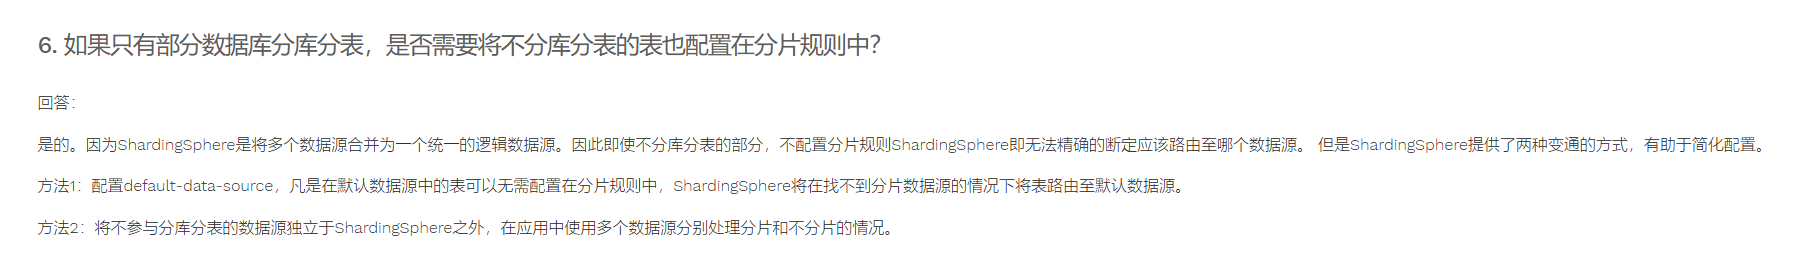 6. 如果只有部分数据库分库分表，是否需要将不分库分表的表也配置在分片规则中？
回答：
是的。因为ShardingSphere是将多个数据源合并为一个统一的逻辑数据源。因此即使不分库分表的部分，不配置分片规则ShardingSphere即无法精确的断定应该路由至哪个数据源。 但是ShardingSphere提供了两种变通的方式，有助于简化配置。
方法1：配置default-data-source，凡是在默认数据源中的表可以无需配置在分片规则中，ShardingSphere将在找不到分片数据源的情况下将表路由至默认数据源。
方法2：将不参与分库分表的数据源独立于ShardingSphere之外，在应用中使用多个数据源分别处理分片和不分片的情况。